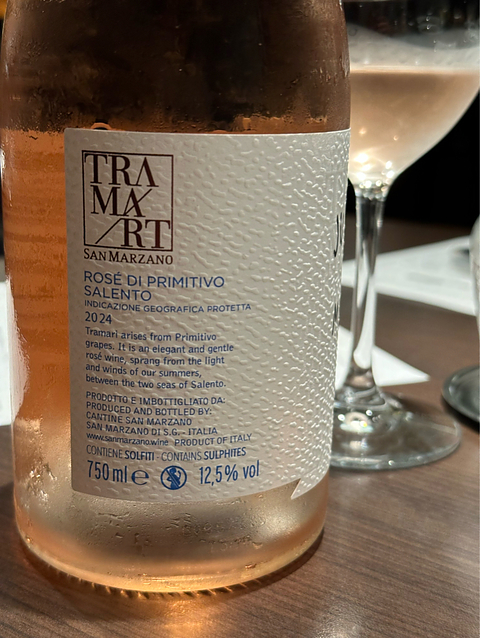 TRA
MA/
/RT
SAN MARZANO
ROSÉ DI PRIMITIVO
SALENTO
INDICAZIONE GEOGRAFICA PROTETTA
2024
Tramari arises from Primitivo
grapes. It is an elegant and gentle
rosé wine, sprang from the light
and winds of our summers,
between the two seas of Salento.
PRODOTTO E IMBOTTIGLIATO DA:
PRODUCED AND BOTTLED BY:
CANTINE SAN MARZANO
SAN MARZANO DI S.G. - ITALIA
www.sanmarzano.wine PRODUCT OF ITALY
CONTIENE SOLFITI - CONTAINS SULPHITES
750 ml e 12,5% vol